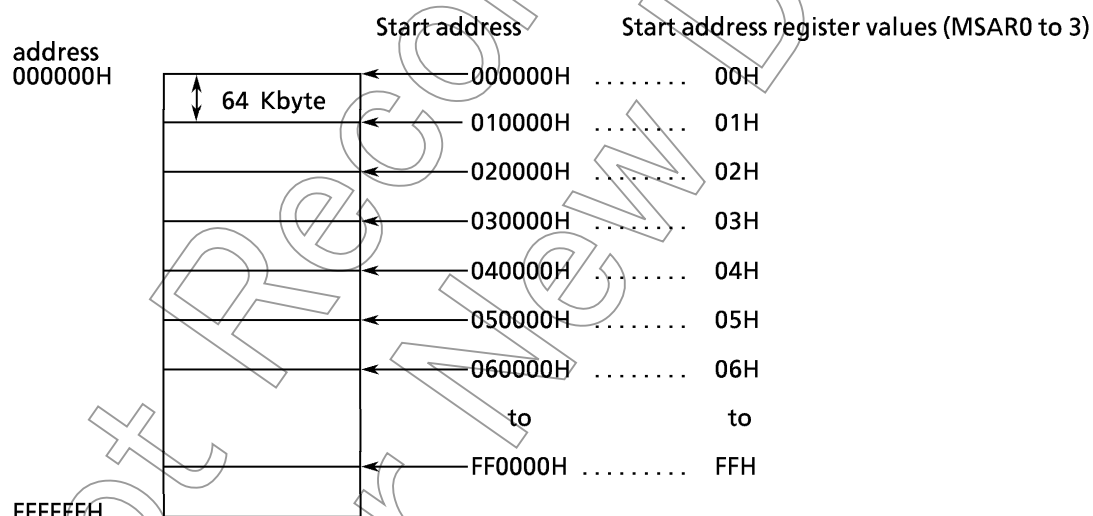 Start address Start address register values (MSAR0 to 3)
address
000000H 000000H ........ 00H
64 Kbyte
010000H ........ 01H
020000H ........ 02H
030000H ........ 03H
040000H ........ 04H
050000H ........ 05H
060000H ........ 06H
to to
FF0000H ......... FFH
FFFFFFH